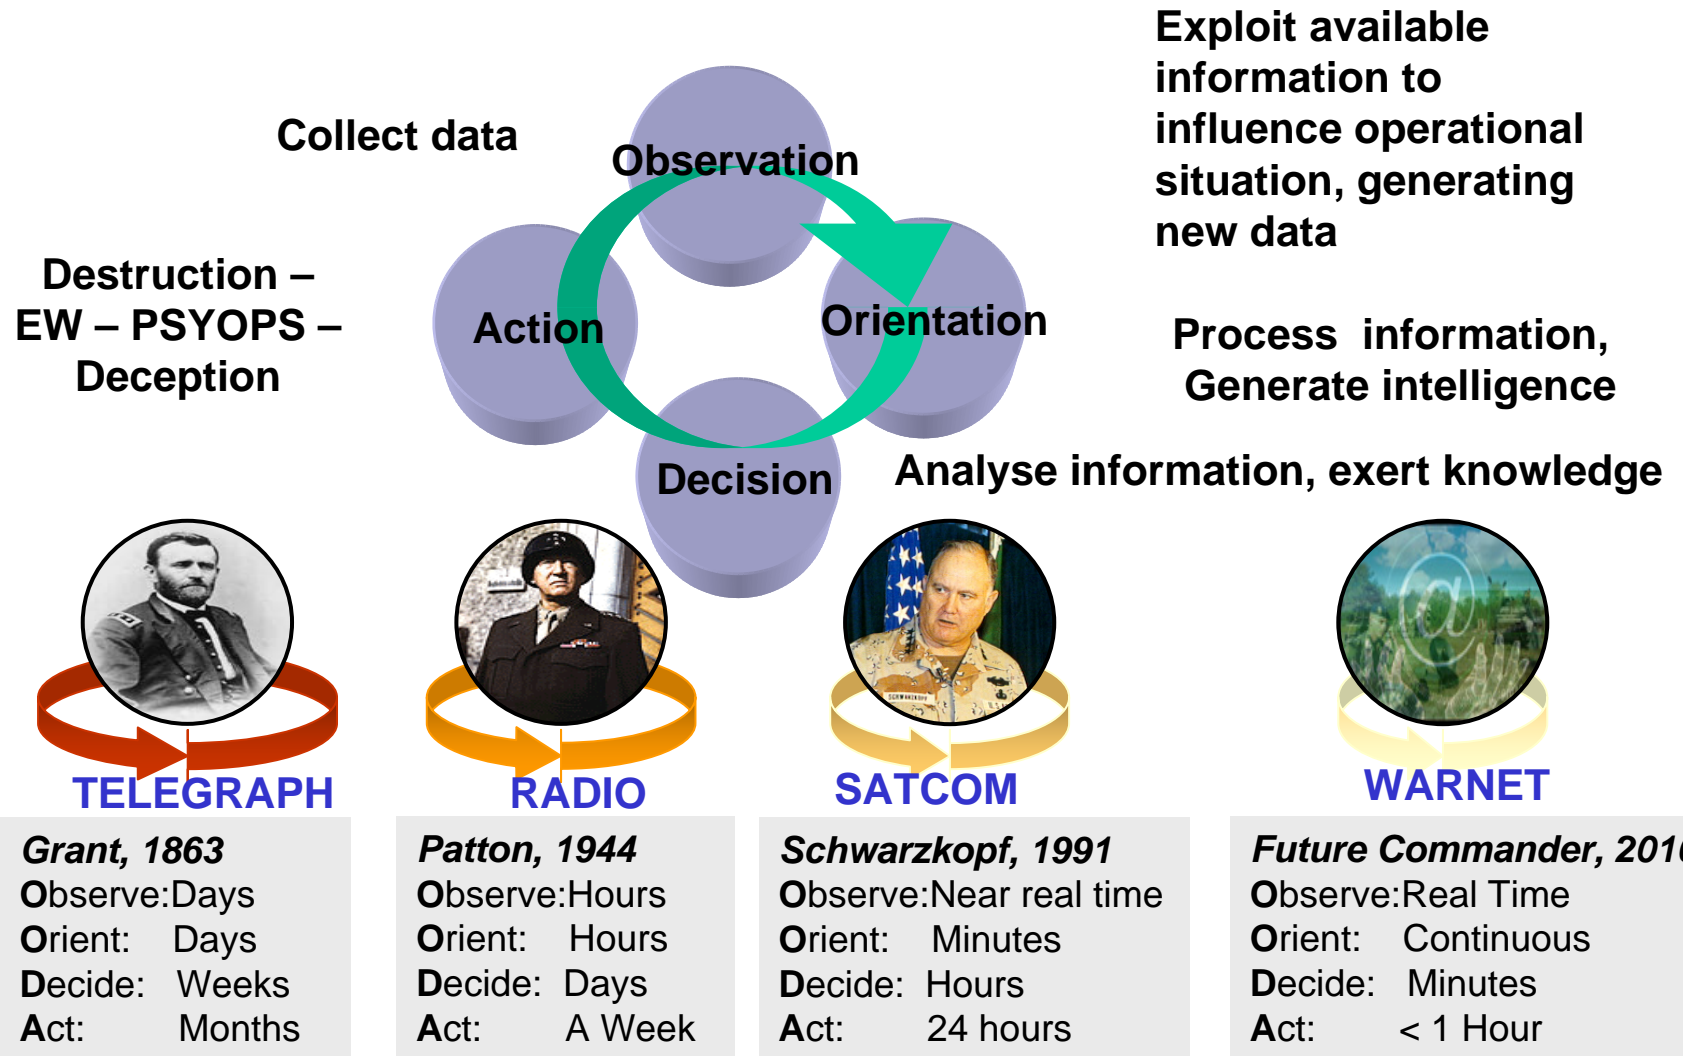 Exploit available
information to
influence operational
situation, generating
new data
Collect data
Observation
Destruction –
EW – PSYOPS –
Deception
Action
Orientation
Process information,
Generate intelligence
Decision
Analyse information, exert knowledge
SCHWARZKOPF
TELEGRAPH
RADIO
SATCOM
WARNET
Grant, 1863
Observe:Days
Orient: Days
Decide: Weeks
Act: Months
Patton, 1944
Observe:Hours
Orient: Hours
Decide: Days
Act: A Week
Schwarzkopf, 1991
Observe:Near real time
Orient: Minutes
Decide: Hours
Act: 24 hours
Future Commander, 2010
Observe:Real Time
Orient: Continuous
Decide: Minutes
Act: < 1 Hour